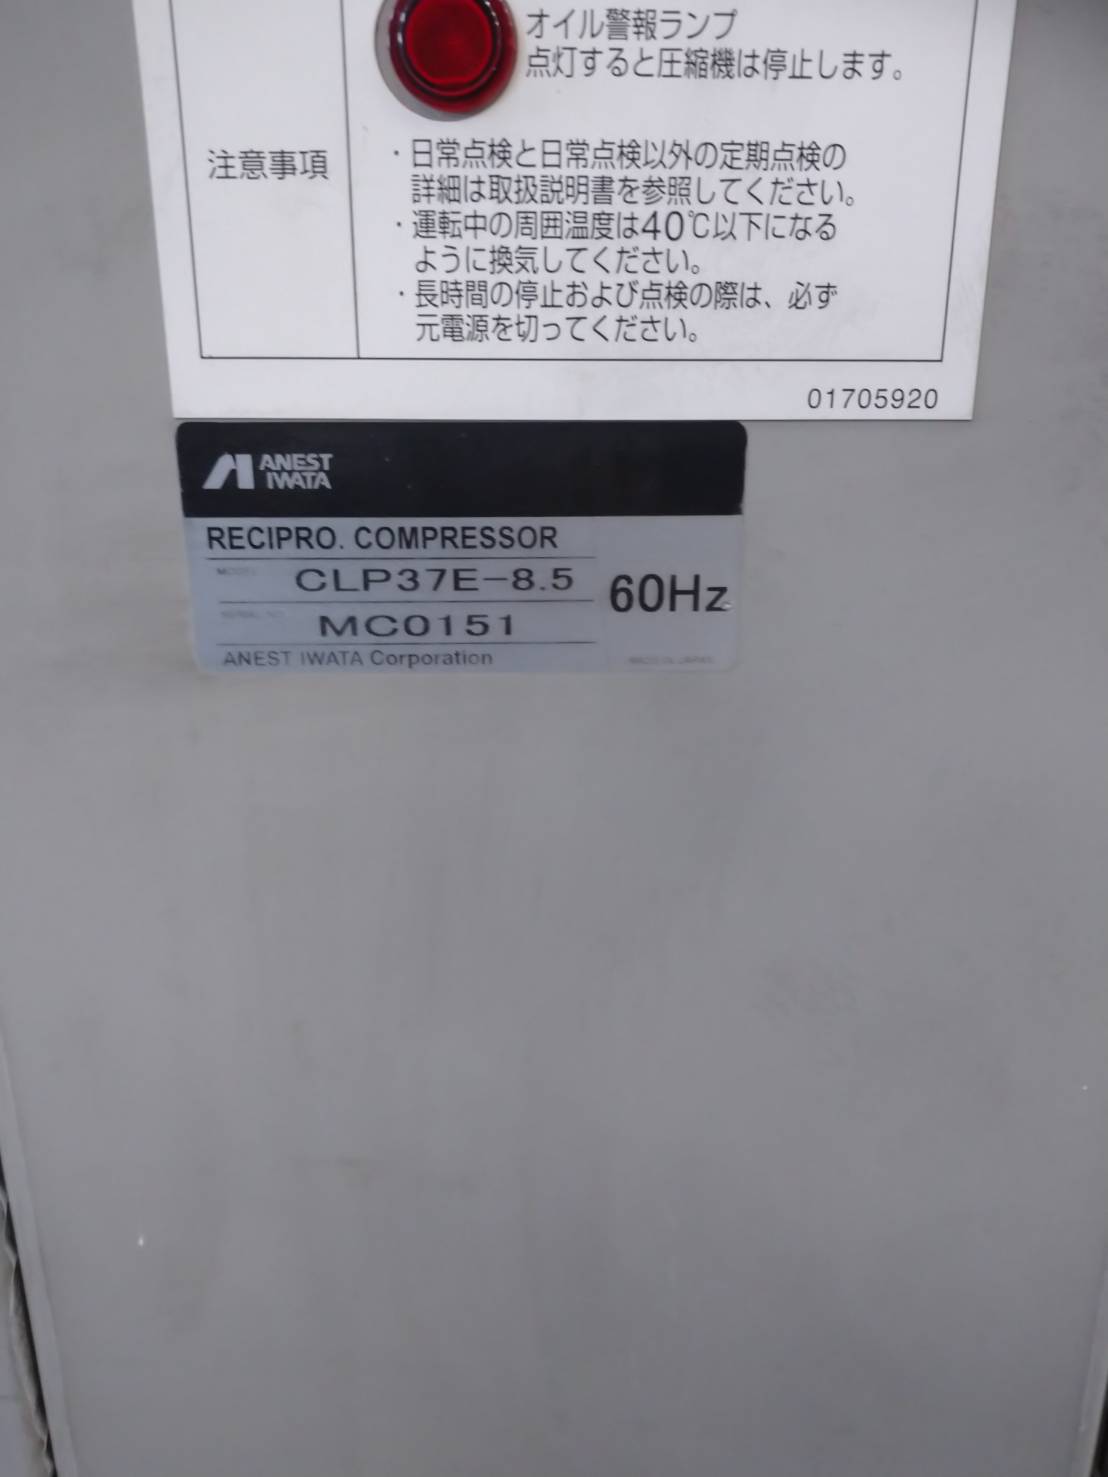 オイル警報ランプ
点灯すると圧縮機は停止します。
注意事項
・日常点検と日常点検以外の定期点検の
詳細は取扱説明書を参照してください。
・運転中の周囲温度は40℃以下になる
ように換気してください。
・長時間の停止および点検の際は、必ず
元電源を切ってください。
01705920
ANEST
IWATA
RECIPRO. COMPRESSOR
MODEL CLP37E-8.5
60Hz
MC0151
ANEST IWATA Corporation
MADE IN JAPAN